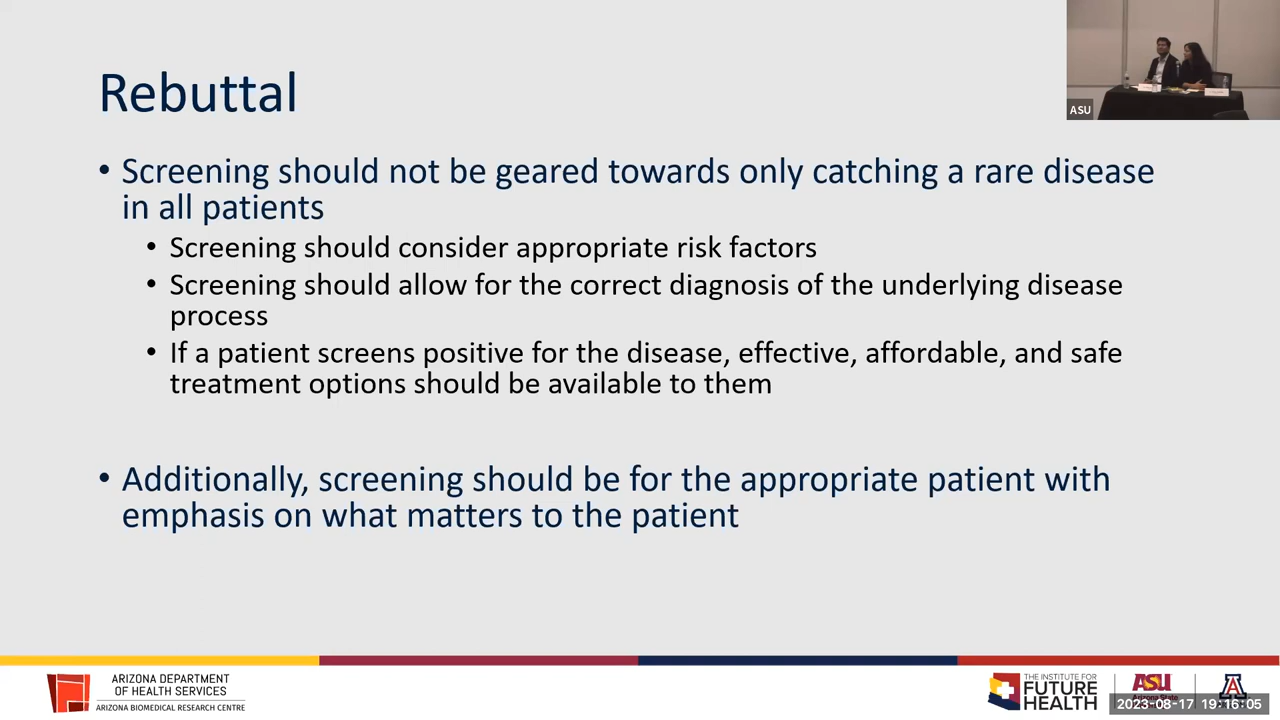 Rebuttal
ASU
• Screening should not be geared towards only catching a rare disease
in all patients
• Screening should consider appropriate risk factors
• Screening should allow for the correct diagnosis of the underlying disease
process
• If a patient screens positive for the disease, effective, affordable, and safe
treatment options should be available to them
• Additionally, screening should be for the appropriate patient with
emphasis on what matters to the patient
ARIZONA DEPARTMENT
OF HEALTH SERVICES
ARIZONA BIOMEDICAL RESEARCH CENTRE
THE INSTITUTE FOR
FUTURE
HEALTH
ASU
A
2023-08-17 19:16:05